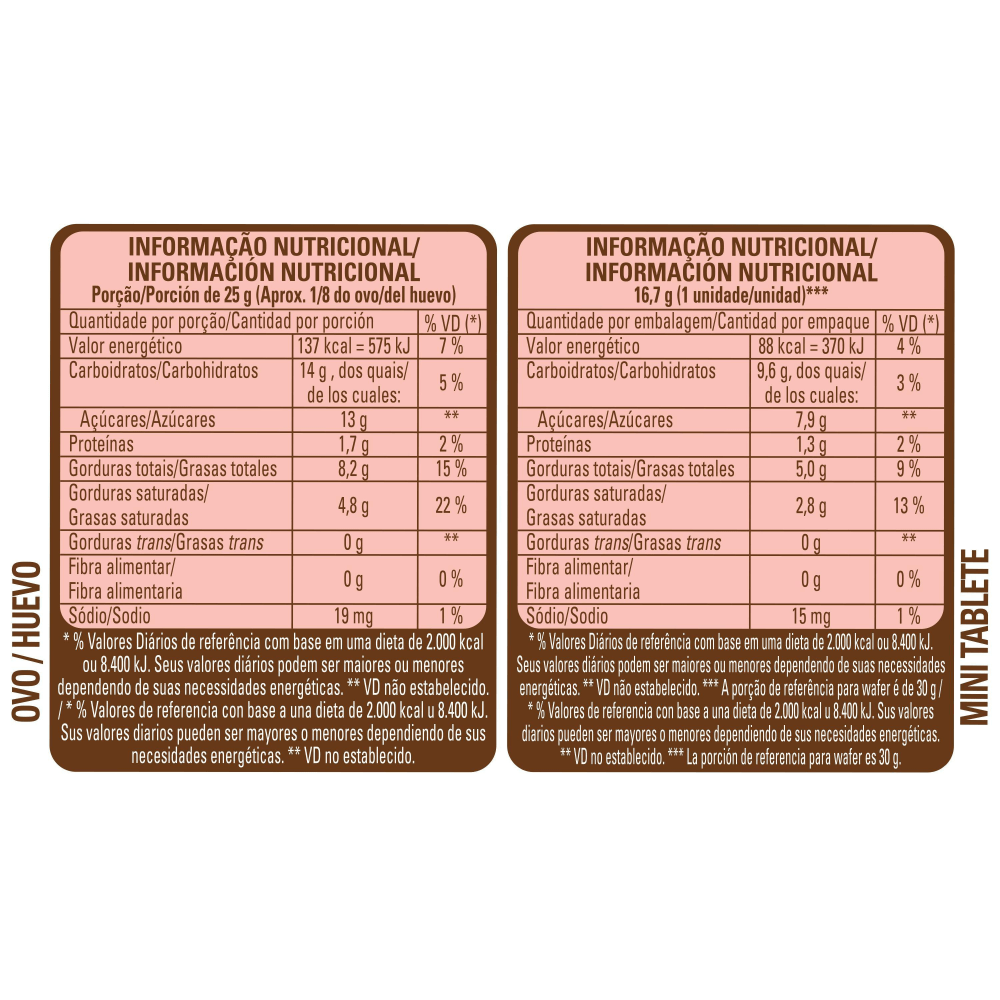 OVO / HUEVO
INFORMAÇÃO NUTRICIONAL/
INFORMACIÓN NUTRICIONAL
Porção/Porción de 25 g (Aprox. 1/8 do ovo/del huevo)
Quantidade por porção/Cantidad por porción % VD (*)
Valor energético 137 kcal = 575 kJ 7 %
Carboidratos/Carbohidratos 14 g , dos quais/
de los cuales: 5 %
Açúcares/Azúcares 13 g **
Proteínas 1,7 g 2 %
Gorduras totais/Grasas totales 8,2 g 15 %
Gorduras saturadas/
Grasas saturadas 4,8 g 22 %
Gorduras trans/Grasas trans 0 g **
Fibra alimentar/
Fibra alimentaria 0 g 0 %
Sódio/Sodio 19 mg 1 %
* % Valores Diários de referência com base em uma dieta de 2.000 kcal
ou 8.400 kJ. Seus valores diários podem ser maiores ou menores
dependendo de suas necessidades energéticas. ** VD não estabelecido.
/ * % Valores de referencia con base a una dieta de 2.000 kcal u 8.400 kJ.
Sus valores diarios pueden ser mayores o menores dependiendo de sus
necesidades energéticas. ** VD no establecido.
INFORMAÇÃO NUTRICIONAL/
INFORMACIÓN NUTRICIONAL
16,7 g (1 unidade/unidad)***
Quantidade por embalagem/Cantidad por empaque % VD (*)
Valor energético 88 kcal = 370 kJ 4 %
Carboidratos/Carbohidratos 9,6 g, dos quais/
de los cuales: 3 %
Açúcares/Azúcares 7,9 g **
Proteínas 1,3 g 2 %
Gorduras totais/Grasas totales 5,0 g 9 %
Gorduras saturadas/
Grasas saturadas 2,8 g 13 %
Gorduras trans/Grasas trans 0 g **
Fibra alimentar/
Fibra alimentaria 0 g 0 %
Sódio/Sodio 15 mg 1 %
* % Valores Diários de referência com base em uma dieta de 2.000 kcal ou 8.400 kJ.
Seus valores diários podem ser maiores ou menores dependendo de suas necessidades
energéticas. ** VD não estabelecido. *** A porção de referência para wafer é de 30 g /
* % Valores de referencia con base a una dieta de 2.000 kcal u 8.400 kJ. Sus valores
diarios pueden ser mayores o menores dependiendo de sus necesidades energéticas.
** VD no establecido. *** La porción de referencia para wafer es 30 g.
MINI TABLETE